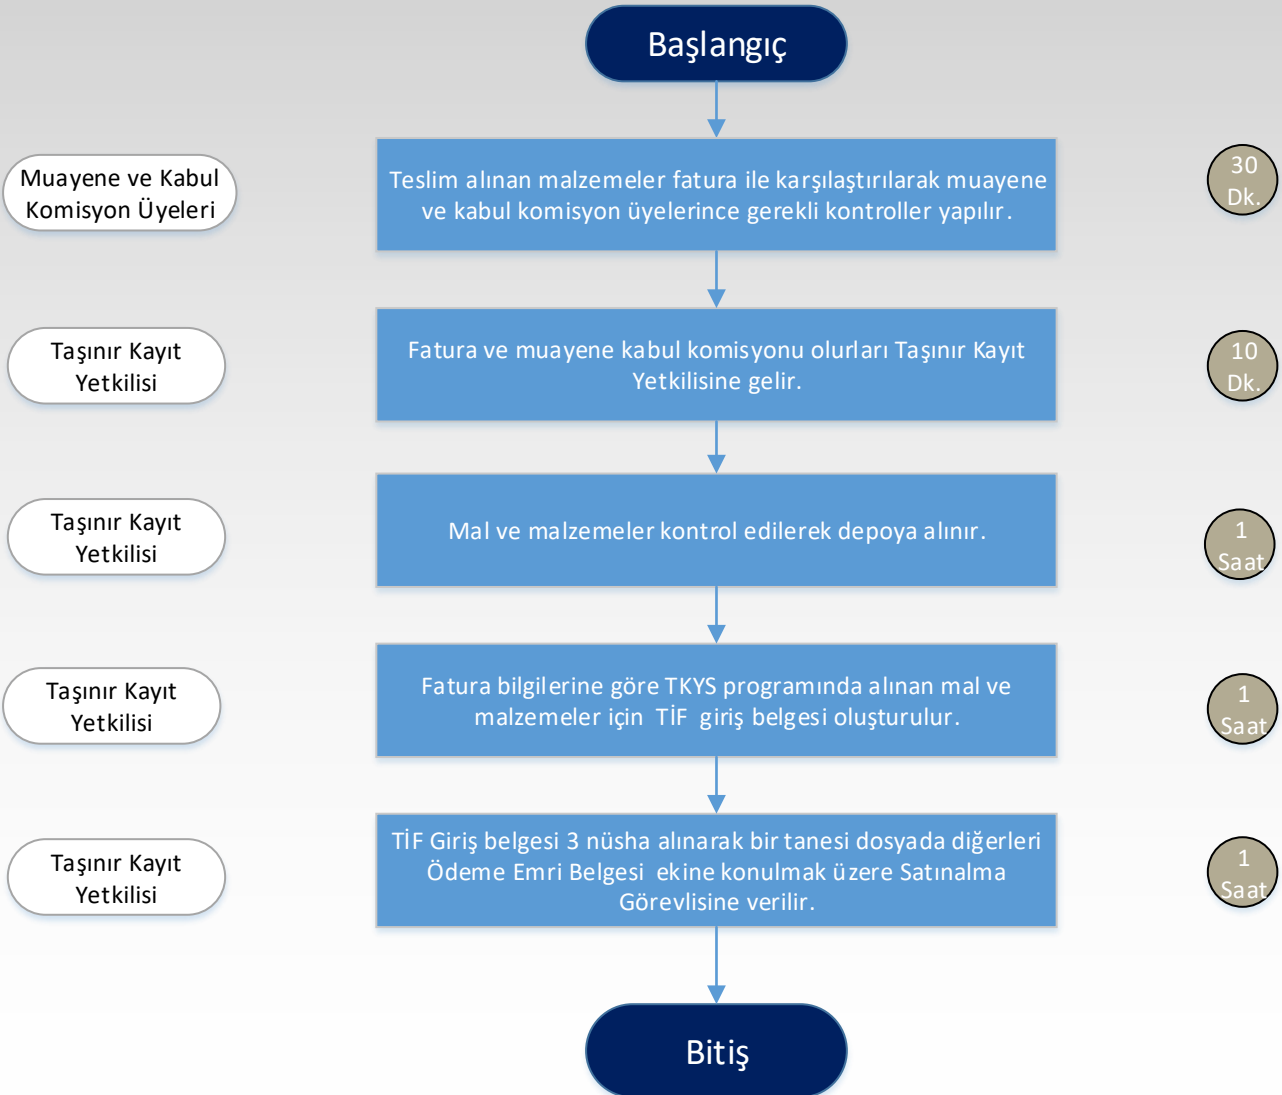 Başlangıç
Muayene ve Kabul
Komisyon Üyeleri
Teslim alınan malzemeler fatura ile karşılaştırılarak muayene
ve kabul komisyon üyelerince gerekli kontroller yapılır.
30
Dk.
Taşınır Kayıt
Yetkilisi
Fatura ve muayene kabul komisyonu olurları Taşınır Kayıt
Yetkilisine gelir.
10
Dk.
Taşınır Kayıt
Yetkilisi
Mal ve malzemeler kontrol edilerek depoya alınır.
1
Saat
Taşınır Kayıt
Yetkilisi
Fatura bilgilerine göre TKYS programında alınan mal ve
malzemeler için TİF giriş belgesi oluşturulur.
1
Saat
Taşınır Kayıt
Yetkilisi
TİF Giriş belgesi 3 nüsha alınarak bir tanesi dosyada diğerleri
Ödeme Emri Belgesi ekine konulmak üzere Satınalma
Görevlisine verilir.
1
Saat
Bitiş